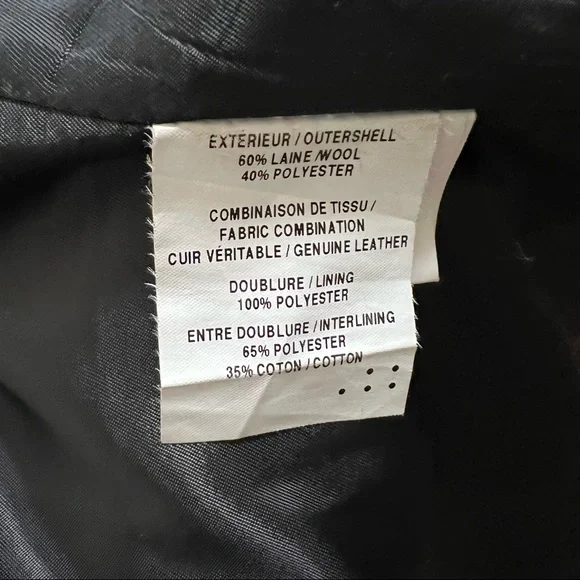 EXTÉRIEUR / OUTERSHELL
60% LAINE /WOOL
40% POLYESTER
COMBINAISON DE TISSU /
FABRIC COMBINATION
CUIR VÉRITABLE / GENUINE LEATHER
DOUBLURE / LINING
100% POLYESTER
ENTRE DOUBLURE / INTERLINING
65% POLYESTER
35% COTON / COTTON